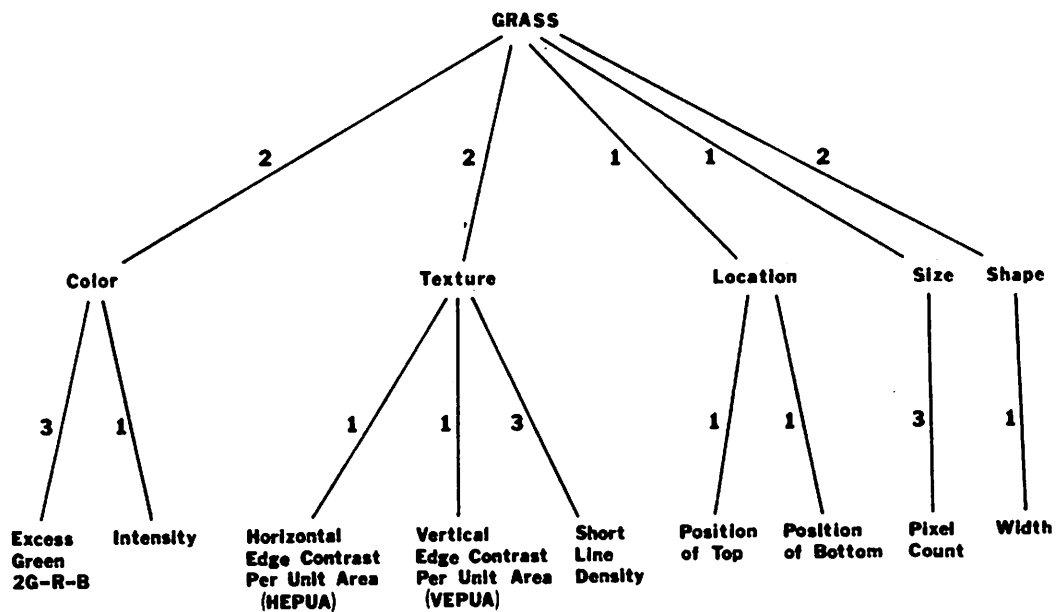 GRASS
2
2
1
1
2
Color
Texture
Location
Size
Shape
3
1
1
1
3
1
1
3
1
Excess
Green
2G-R-B
Intensity
Horizontal
Edge Contrast
Per Unit Area
(HEPUA)
Vertical
Edge Contrast
Per Unit Area
(VEPUA)
Short
Line
Density
Position
of Top
Position
of Bottom
Pixel
Count
Width